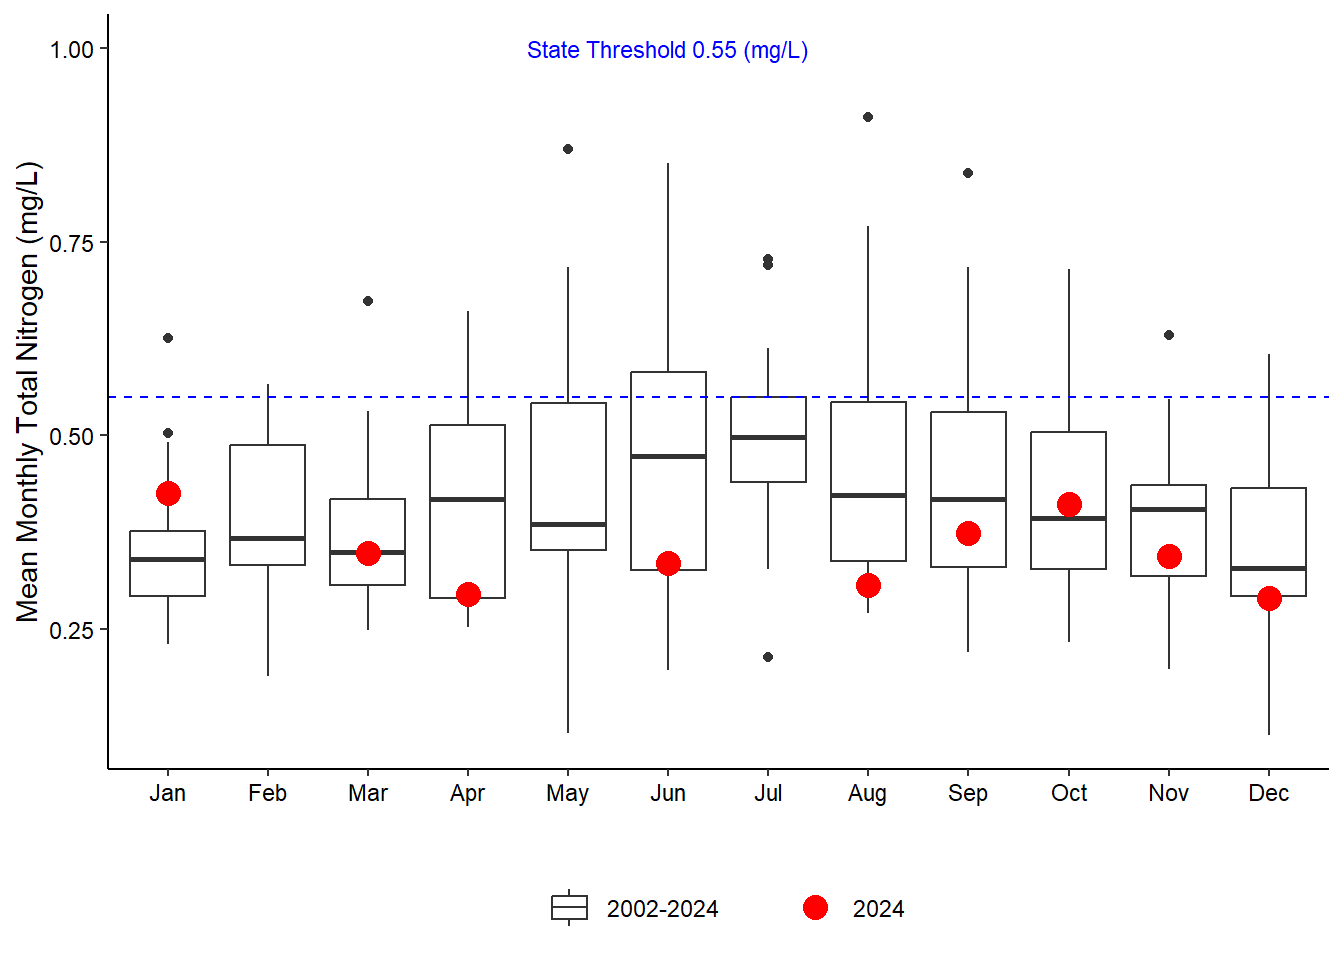 State Threshold 0.55 (mg/L)
Mean Monthly Total Nitrogen (mg/L)
1.00
0.75
0.50
0.25
Jan Feb Mar Apr May Jun Jul Aug Sep Oct Nov Dec
2002-2024 2024